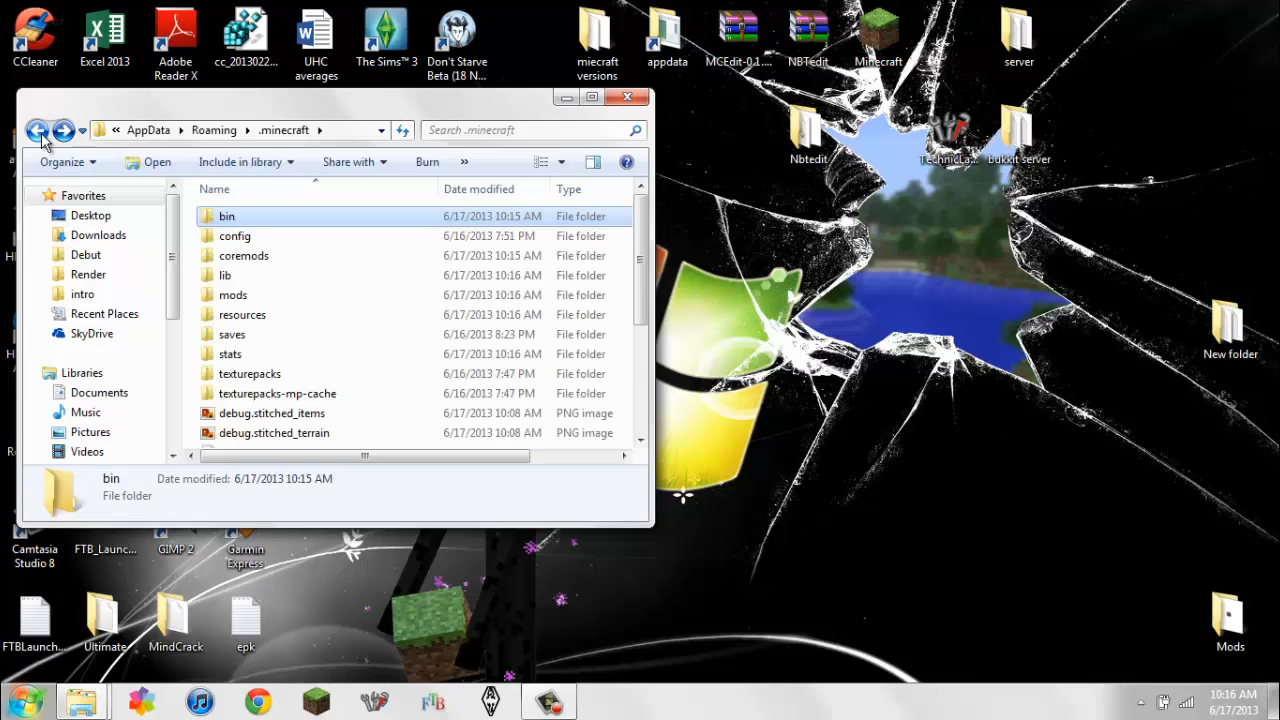 CCleaner
Excel 2013
Adobe
Reader X
cc_2013022...
UHC
averages
The Sims™ 3
Don't Starve
Beta (18 N...
miecraft
versions
appdata
MCEdit-0.1....
NBTedit
Minecraft
server
« AppData Roaming .minecraft
Search .minecraft
Organize
Open
Include in library
Share with
Burn
»
Nbtedit
TechnicLa...
bukkit server
Favorites
Desktop
Downloads
Debut
Render
intro
Recent Places
SkyDrive
Libraries
Documents
Music
Pictures
Videos
Name Date modified Type
bin 6/17/2013 10:15 AM File folder
config 6/16/2013 7:51 PM File folder
coremods 6/17/2013 10:15 AM File folder
lib 6/17/2013 10:16 AM File folder
mods 6/17/2013 10:16 AM File folder
resources 6/17/2013 10:16 AM File folder
saves 6/16/2013 8:23 PM File folder
stats 6/17/2013 10:16 AM File folder
texturepacks 6/16/2013 7:47 PM File folder
texturepacks-mp-cache 6/16/2013 7:47 PM File folder
debug.stitched_items 6/17/2013 10:08 AM PNG image
debug.stitched_terrain 6/17/2013 10:08 AM PNG image
bin Date modified: 6/17/2013 10:15 AM
File folder
New folder
Camtasia
Studio 8
FTB_Launc...
GIMP 2
Garmin
Express
FTBLaunch...
Ultimate
MindCrack
epk
Mods
FTB
10:16 AM
6/17/2013